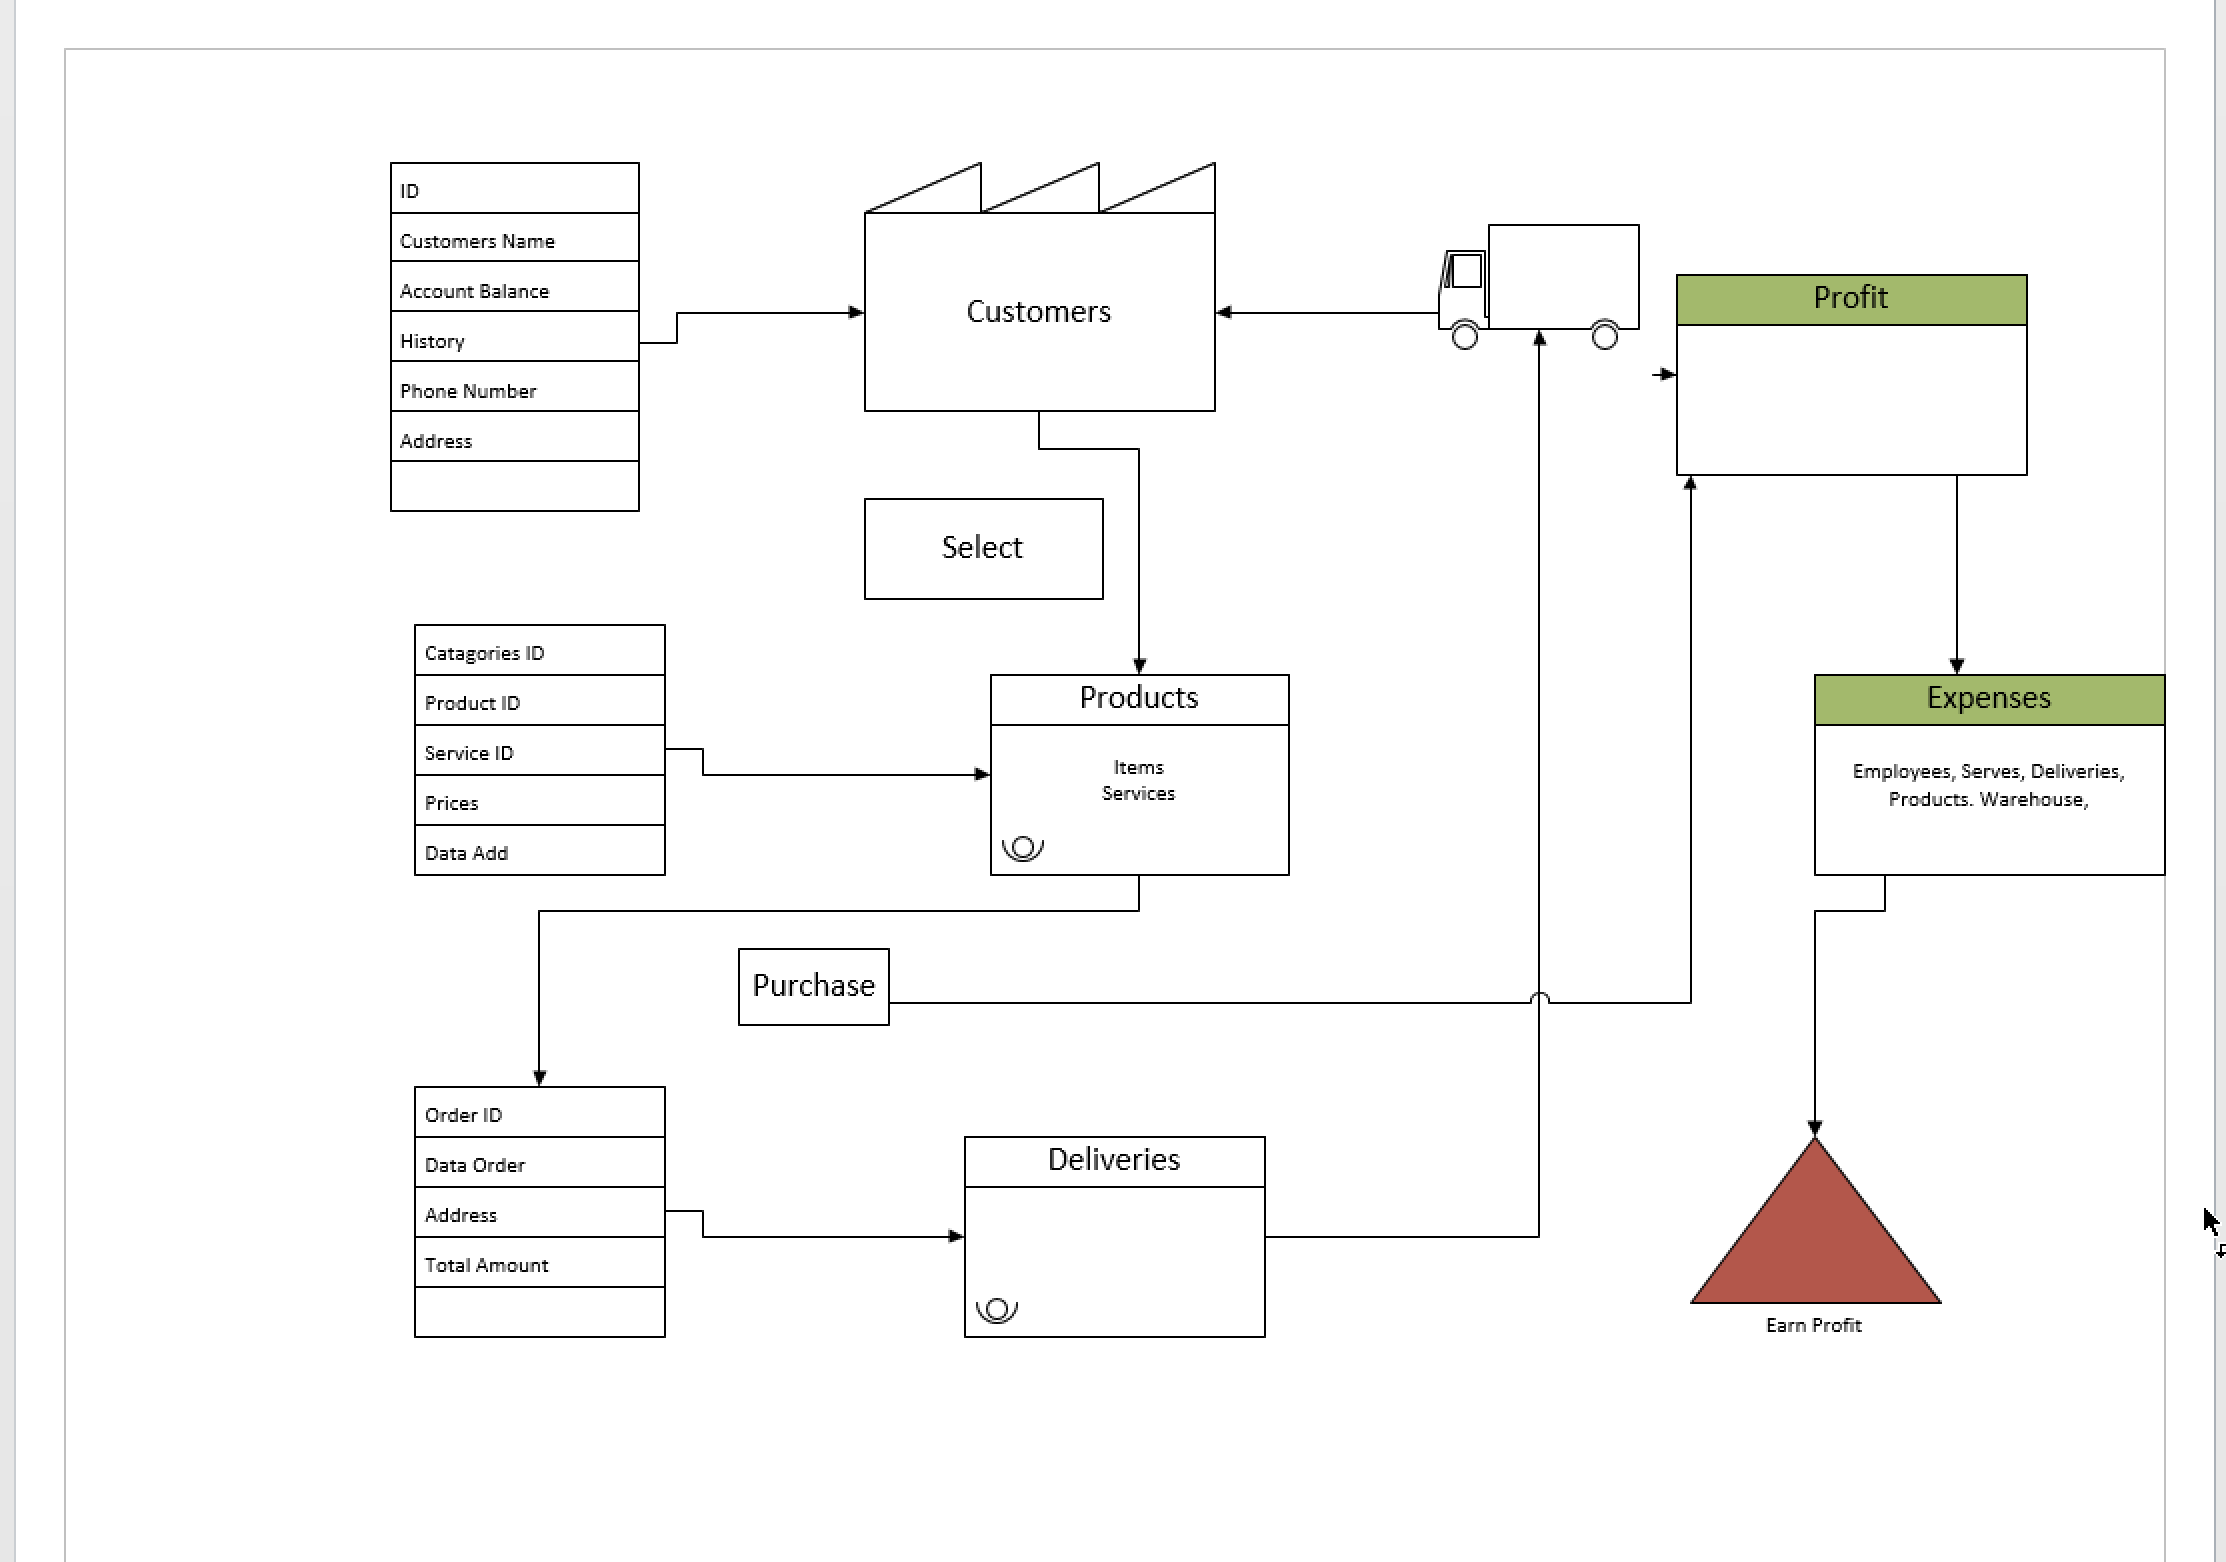 ID
Customers Name
Account Balance
History
Phone Number
Address
Customers
Profit
Select
Catagories ID
Product ID
Service ID
Prices
Data Add
Products
Items
Services
Expenses
Employees, Serves, Deliveries,
Products. Warehouse,
Purchase
Order ID
Data Order
Address
Total Amount
Deliveries
Earn Profit